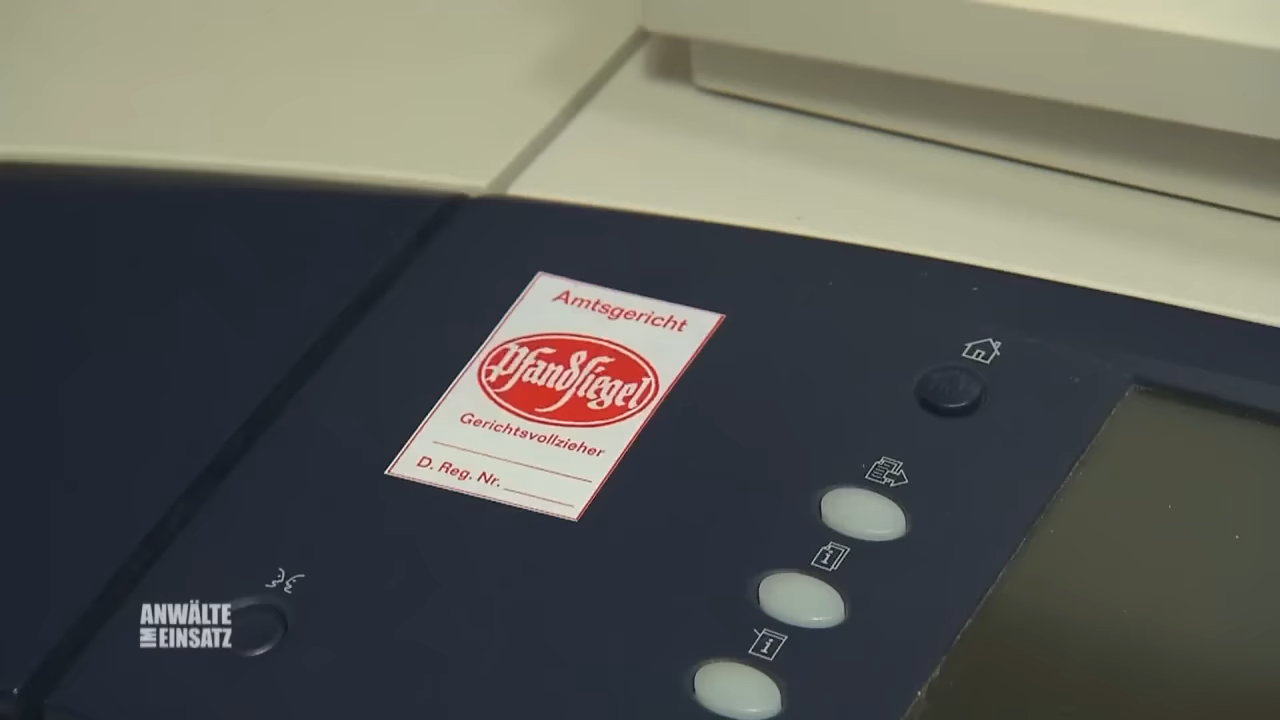 Amtsgericht
Pfandsiegel
Gerichtsvollzieher
D. Reg. Nr.
ANWÄLTE
IM EINSATZ